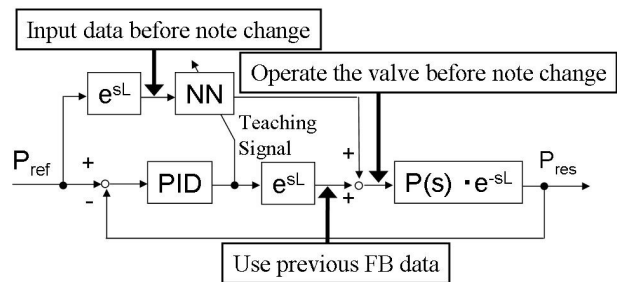 Input data before note change
Operate the valve before note change
e^sL
NN
Teaching
Signal
P_ref
+
-
PID
e^sL
+
+
P(s) · e^-sL
P_res
Use previous FB data